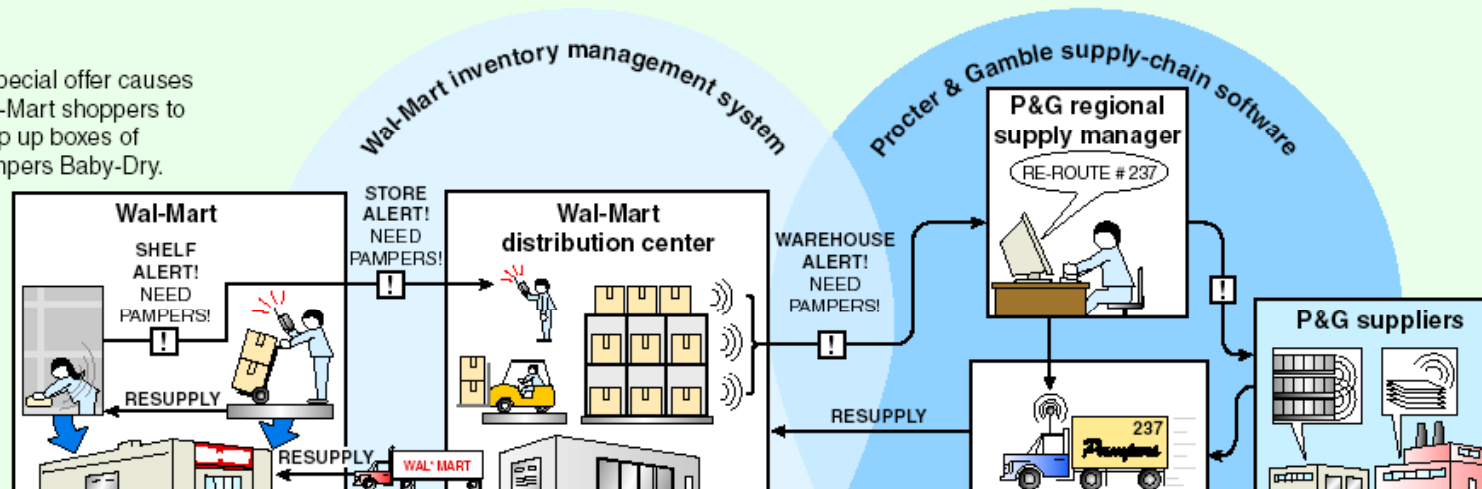 pecial offer causes
-Mart shoppers to
p up boxes of
mpers Baby-Dry.
Wal-Mart inventory management system
Procter & Gamble supply-chain software
P&G regional
supply manager
RE-ROUTE # 237
Wal-Mart
SHELF
ALERT!
NEED
PAMPERS!
!
RESUPPLY
STORE
ALERT!
NEED
PAMPERS!
!
Wal-Mart
distribution center
WAREHOUSE
ALERT!
NEED
PAMPERS!
!
!
P&G suppliers
RESUPPLY
237
Pampers
RESUPPLY
WAL*MART